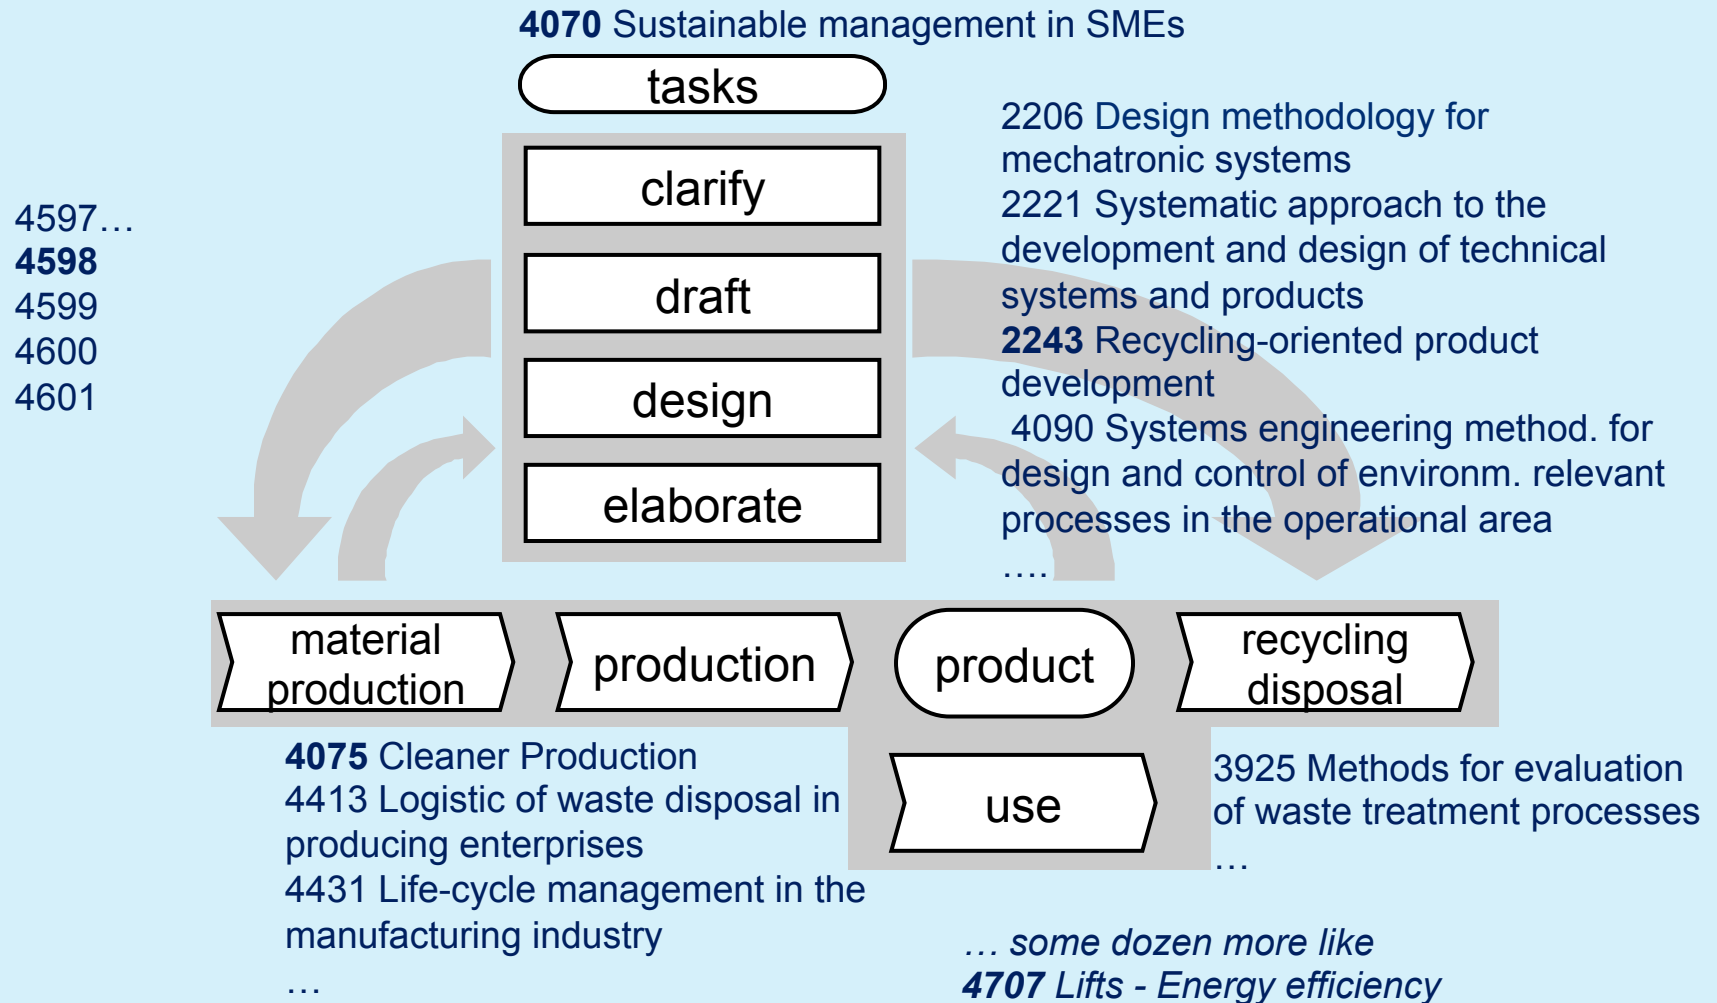 4070 Sustainable management in SMEs
tasks
clarify
draft
design
elaborate
4597…
4598
4599
4600
4601
2206 Design methodology for
mechatronic systems
2221 Systematic approach to the
development and design of technical
systems and products
2243 Recycling-oriented product
development
4090 Systems engineering method. for
design and control of environm. relevant
processes in the operational area
….
material
production
production
product
recycling
disposal
use
4075 Cleaner Production
4413 Logistic of waste disposal in
producing enterprises
4431 Life-cycle management in the
manufacturing industry
…
3925 Methods for evaluation
of waste treatment processes
…
… some dozen more like
4707 Lifts - Energy efficiency